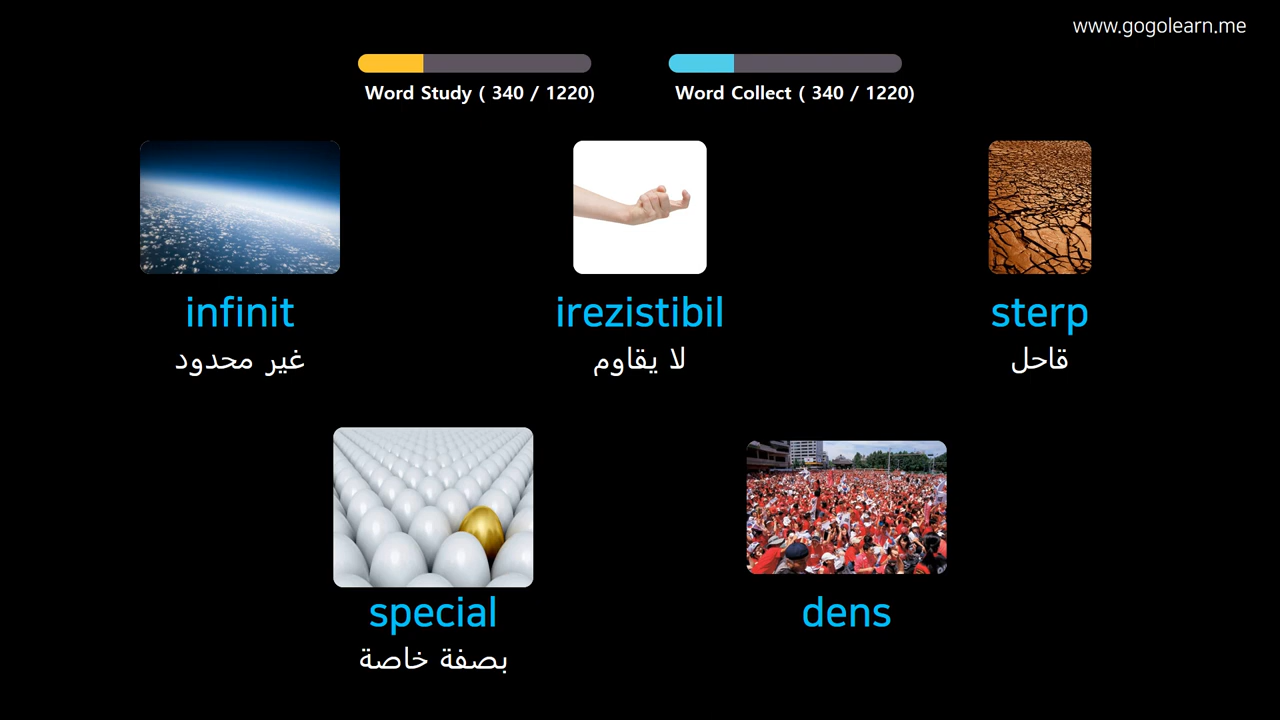 www.gogolearn.me
Word Study ( 340 / 1220)
Word Collect ( 340 / 1220)
infinit
غير محدود
irezistibil
لا يقاوم
sterp
قاحل
special
بصفة خاصة
dens